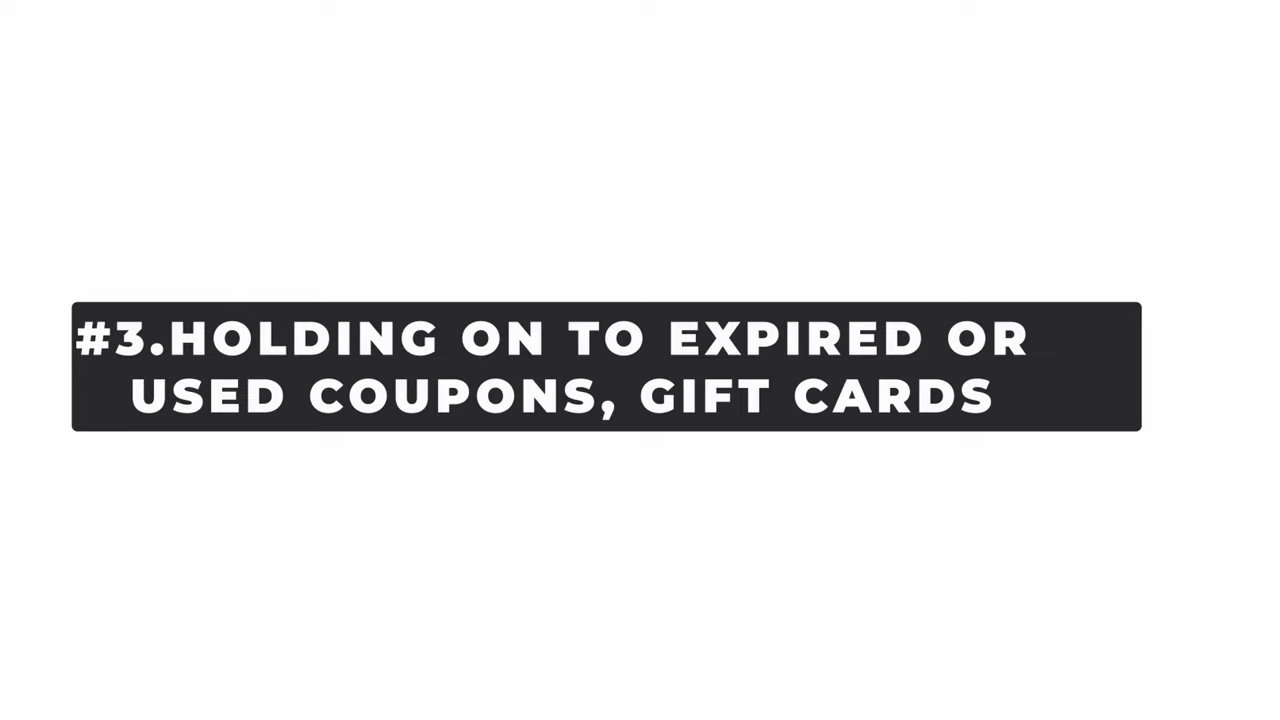 #3.HOLDING ON TO EXPIRED OR
USED COUPONS, GIFT CARDS